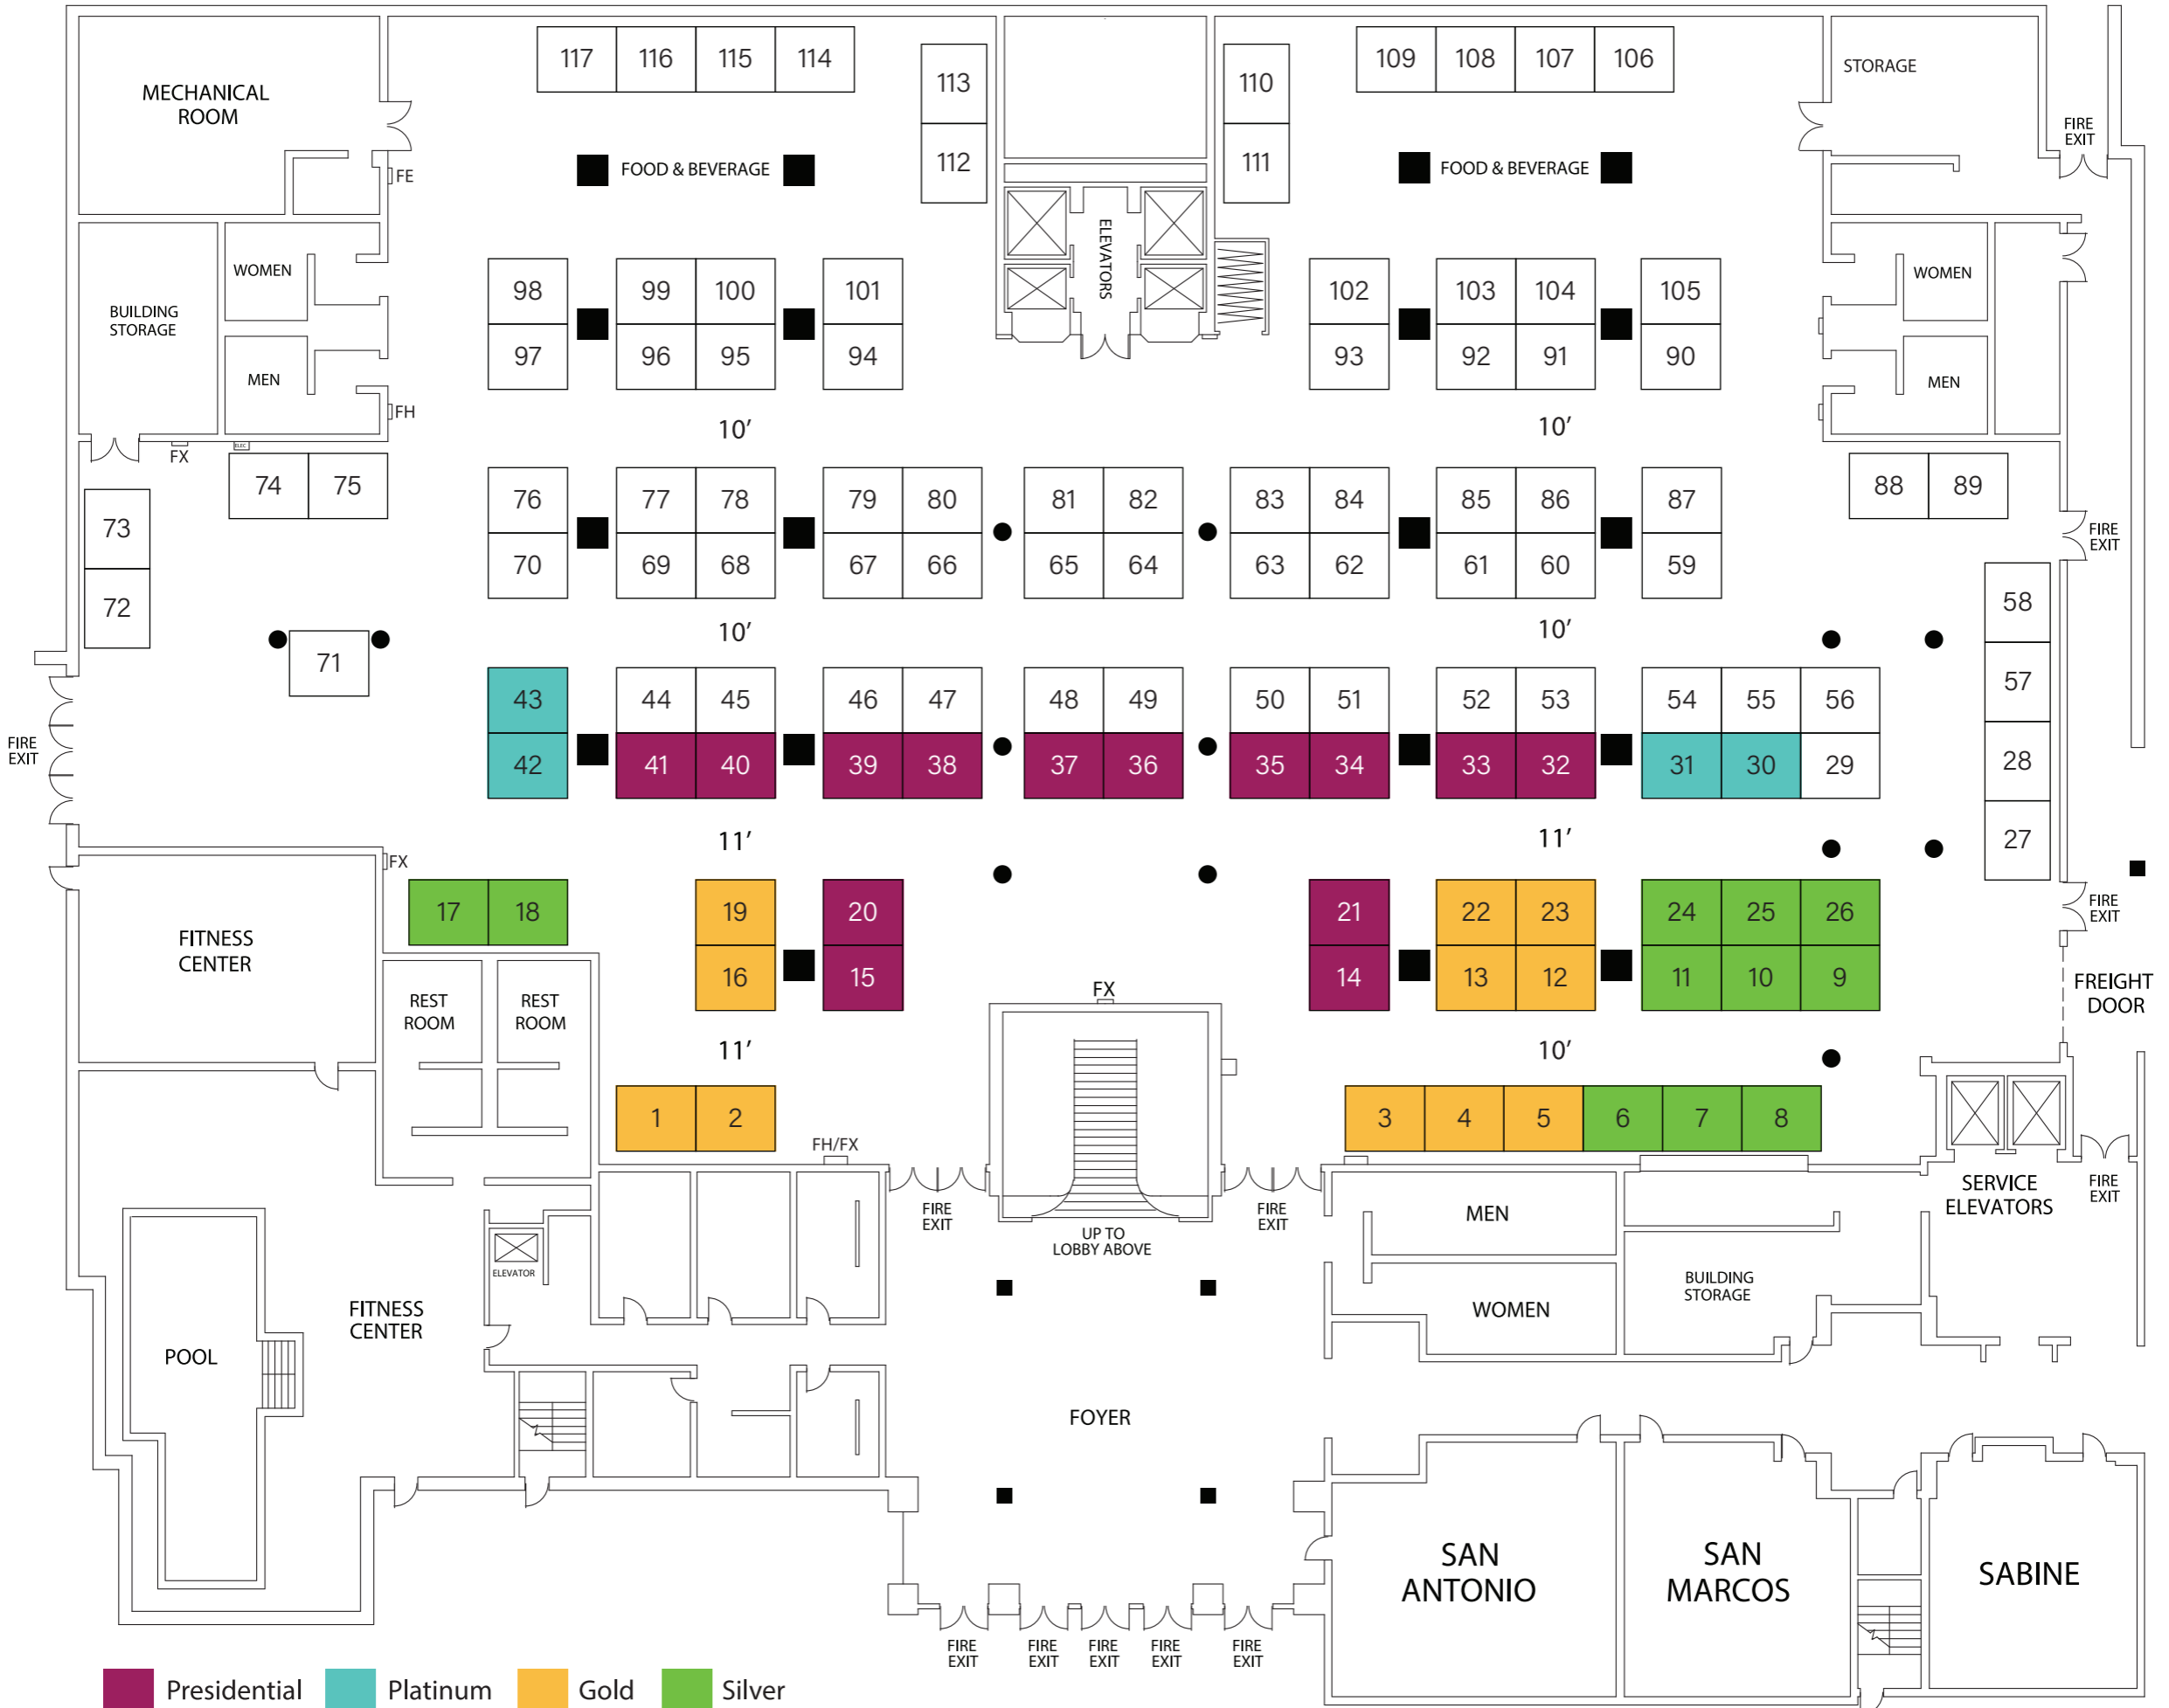 117 116 115 114
109 108 107 106
113
110
STORAGE
MECHANICAL
ROOM
FIRE
EXIT
112
111
FOOD & BEVERAGE
FOOD & BEVERAGE
FE
ELEVATORS
WOMEN
WOMEN
98 99 100 101
102 103 104 105
BUILDING
STORAGE
97 96 95 94
93 92 91 90
MEN
MEN
FH
10′
10′
ELEC
FX
74 75
76 77 78 79 80 81 82 83 84 85 86 87
88 89
73
FIRE
EXIT
70 69 68 67 66 65 64 63 62 61 60 59
72
58
10′
10′
71
57
43 44 45 46 47 48 49 50 51 52 53 54 55 56
FIRE
EXIT
42 41 40 39 38 37 36 35 34 33 32 31 30 29
28
11′
11′
27
FX
17 18 19 20
21 22 23 24 25 26
FIRE
EXIT
FITNESS
CENTER
16 15
14 13 12 11 10 9
FREIGHT
DOOR
REST
ROOM
REST
ROOM
FX
11′
10′
1 2
3 4 5 6 7 8
FH/FX
FIRE
EXIT
FIRE
EXIT
SERVICE
ELEVATORS
FIRE
EXIT
MEN
UP TO
LOBBY ABOVE
ELEVATOR
BUILDING
STORAGE
FITNESS
CENTER
WOMEN
POOL
FOYER
SAN
ANTONIO
SAN
MARCOS
SABINE
FIRE
EXIT
FIRE
EXIT
FIRE
EXIT
FIRE
EXIT
FIRE
EXIT
Presidential Platinum Gold Silver